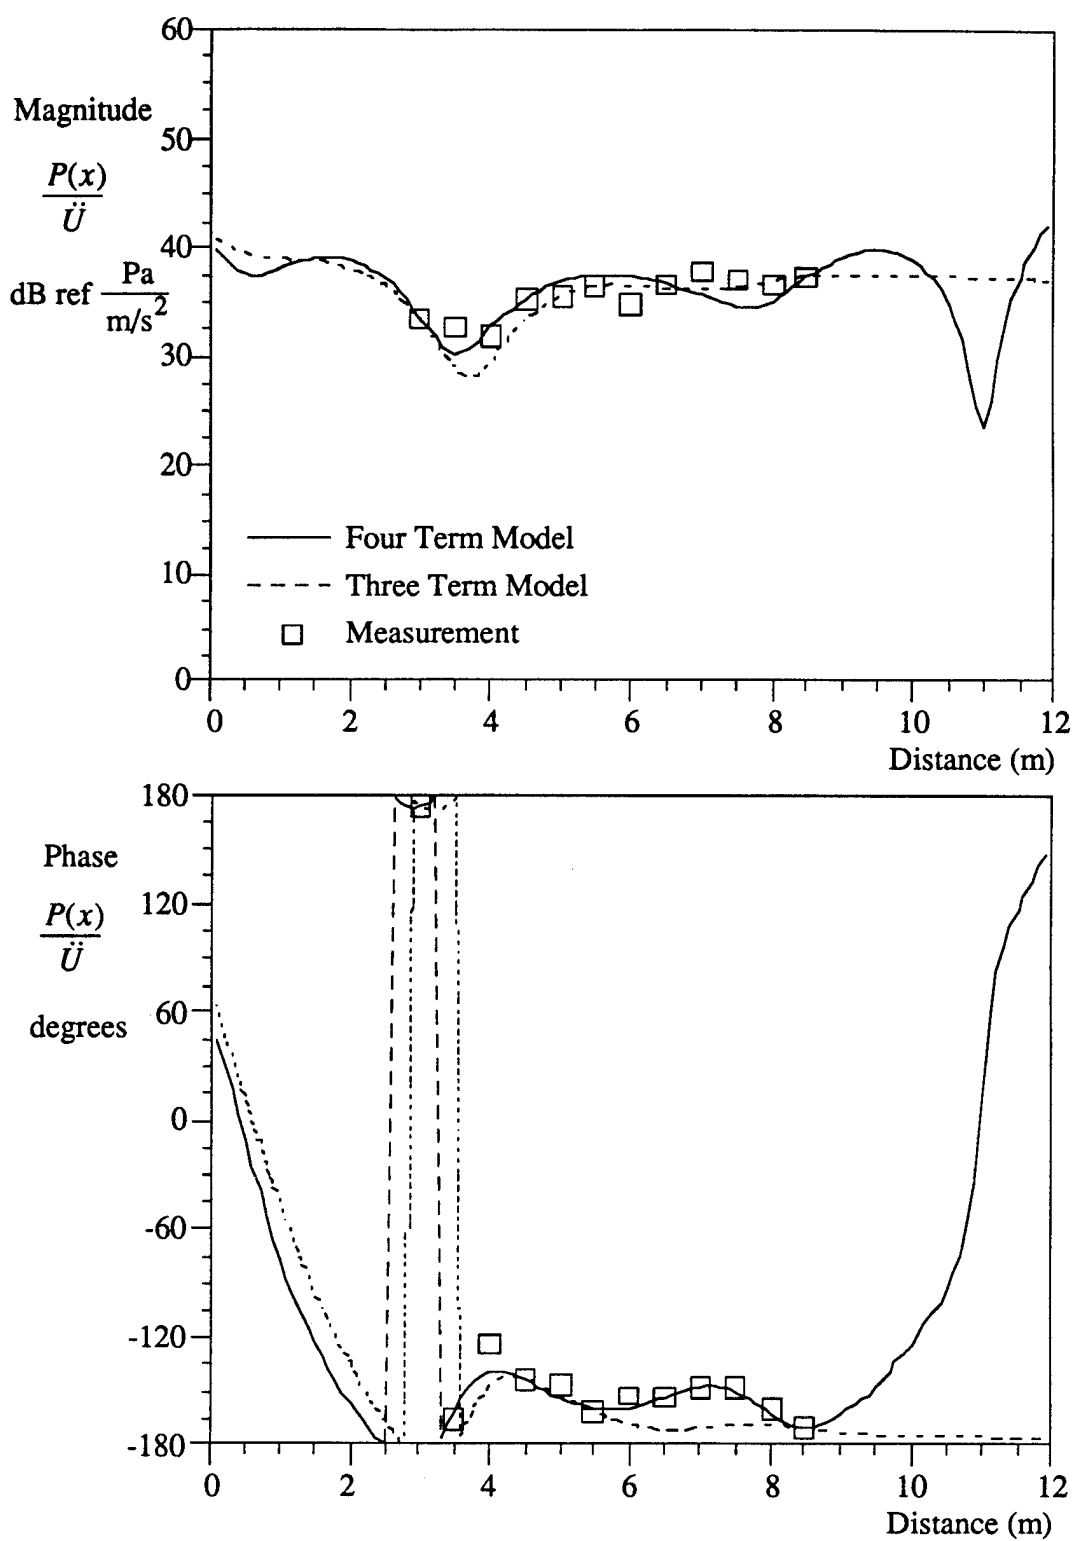 60
Magnitude
50
P(x)
Ü
40
dB ref Pa
m/s²
30
20
Four Term Model
10
Three Term Model
Measurement
0
0 2 4 6 8 10 12
Distance (m)
180
Phase
120
P(x)
Ü
60
degrees
0
-60
-120
-180
0 2 4 6 8 10 12
Distance (m)